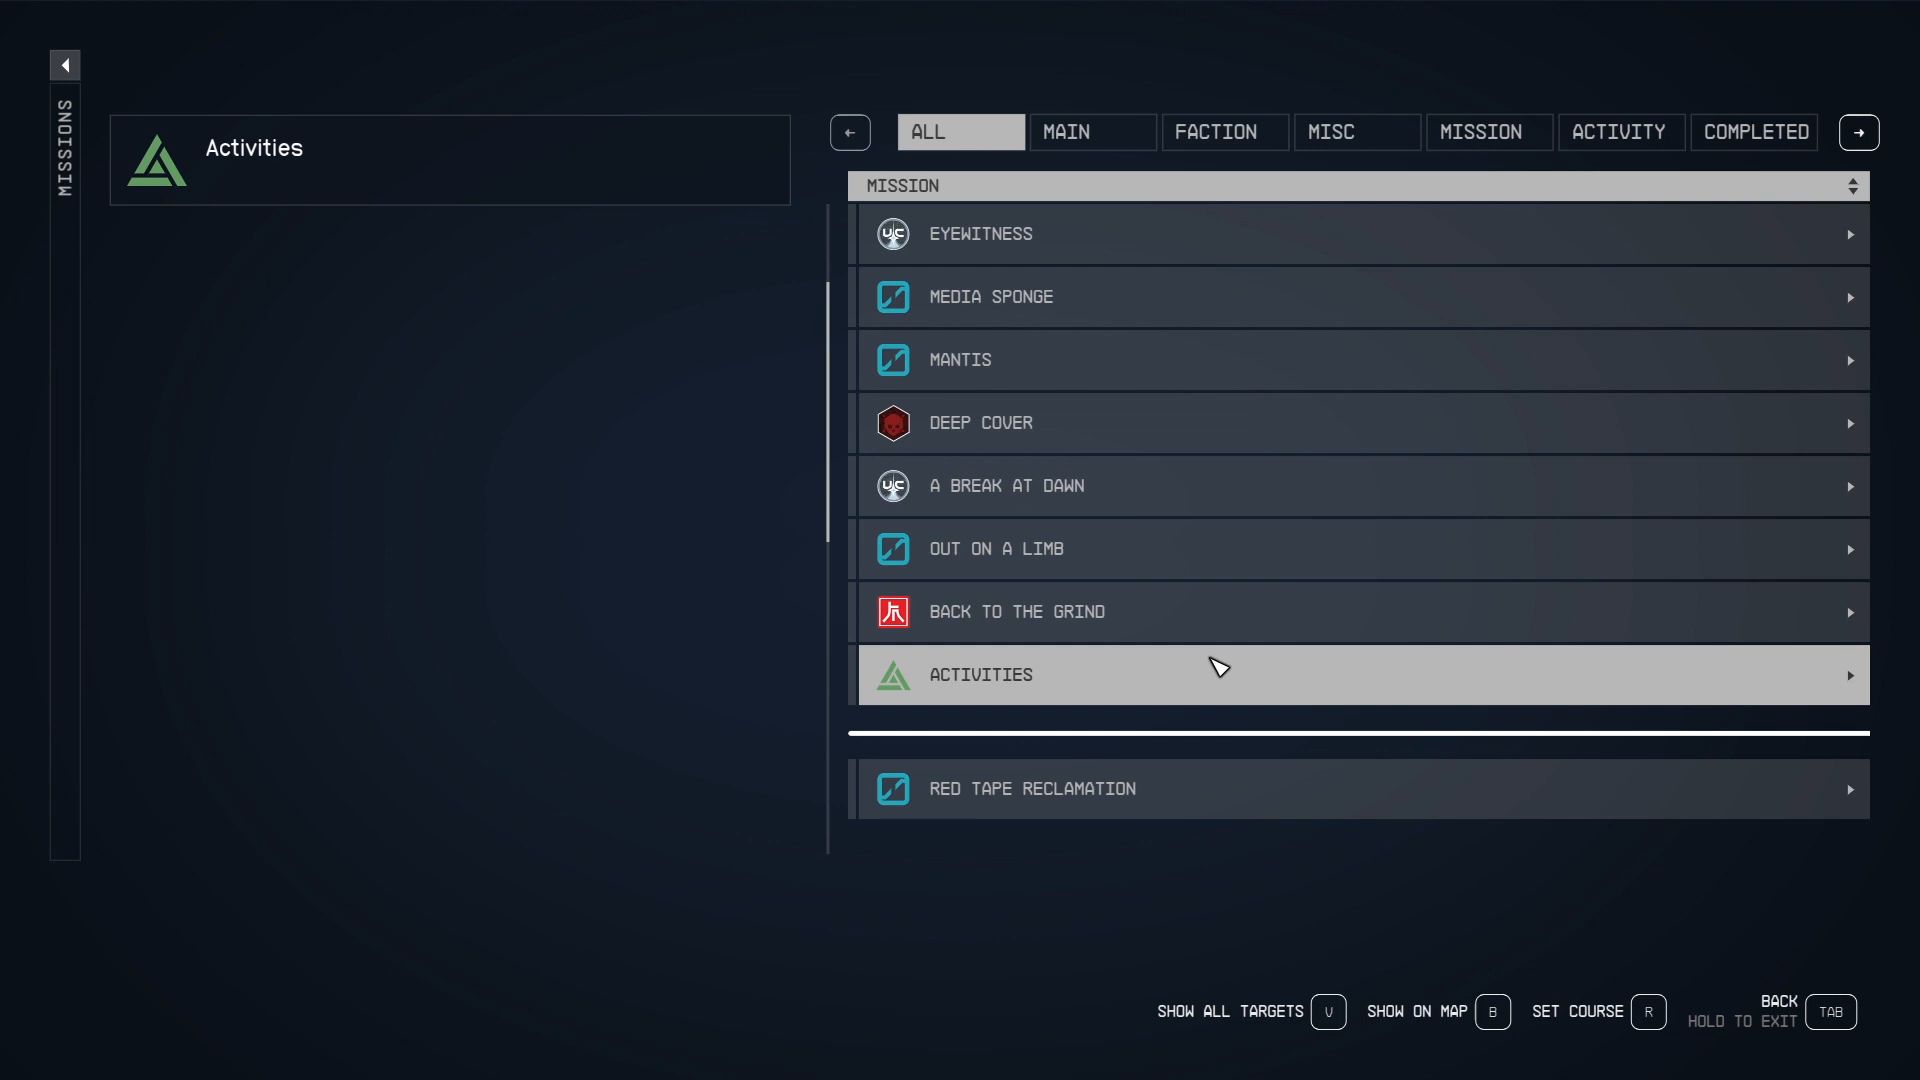 MISSIONS
Activities
←
ALL
MAIN
FACTION
MISC
MISSION
ACTIVITY
COMPLETED
→
MISSION
UC
EYEWITNESS
MEDIA SPONGE
MANTIS
DEEP COVER
UC
A BREAK AT DAWN
OUT ON A LIMB
BACK TO THE GRIND
ACTIVITIES
RED TAPE RECLAMATION
SHOW ALL TARGETS V
SHOW ON MAP B
SET COURSE R
BACK
HOLD TO EXIT
TAB